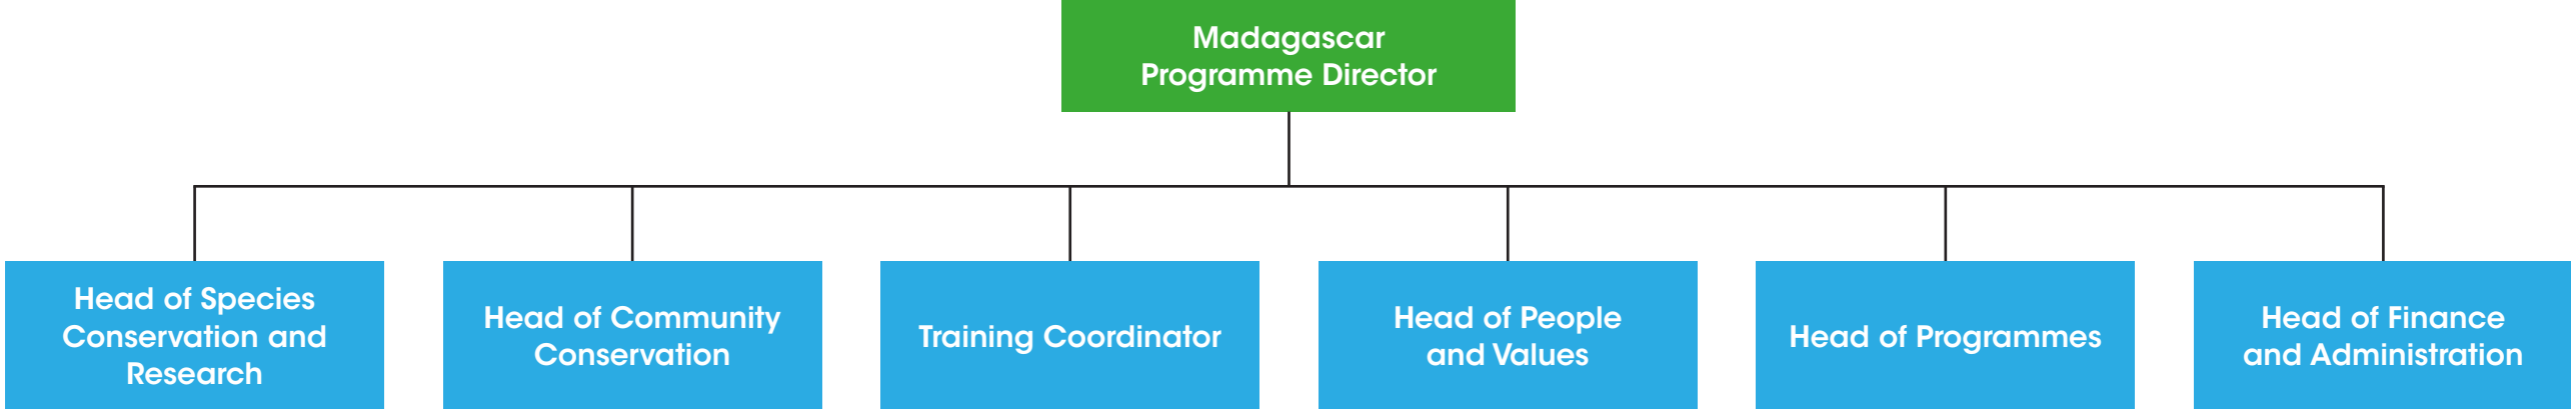 Madagascar
Programme Director
Head of Species
Conservation and
Research
Head of Community
Conservation
Training Coordinator
Head of People
and Values
Head of Programmes
Head of Finance
and Administration